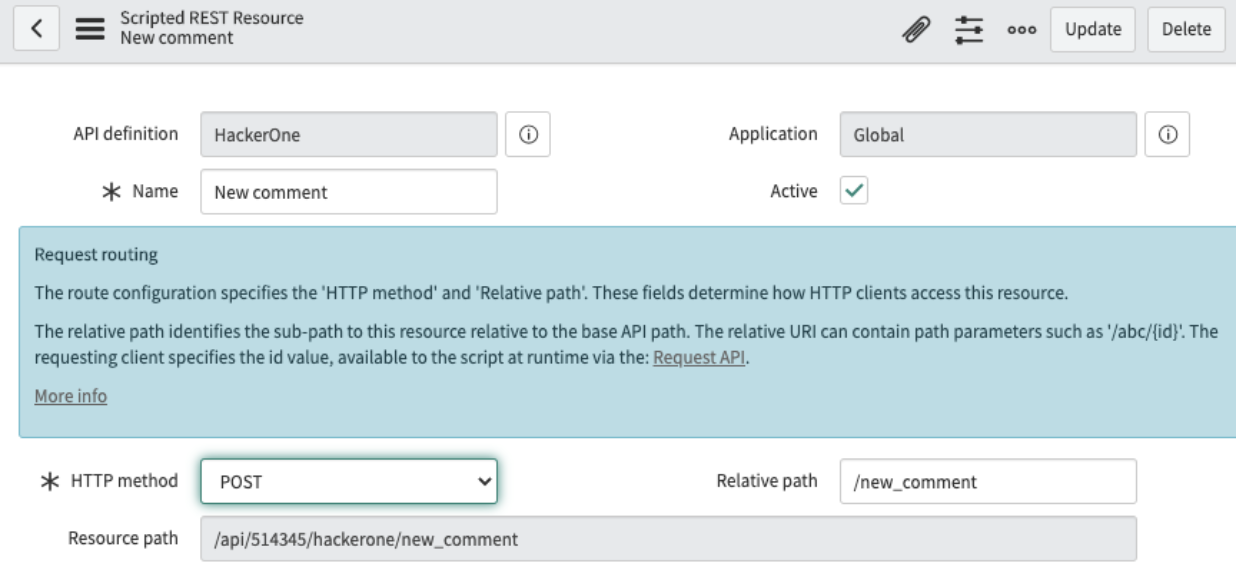 Scripted REST Resource
New comment
Update
Delete
API definition
HackerOne
Application
Global
Name
New comment
Active
Request routing
The route configuration specifies the 'HTTP method' and 'Relative path'. These fields determine how HTTP clients access this resource.
The relative path identifies the sub-path to this resource relative to the base API path. The relative URI can contain path parameters such as '/abc/{id}'. The
requesting client specifies the id value, available to the script at runtime via the: Request API.
More info
HTTP method
POST
Relative path
/new_comment
Resource path
/api/514345/hackerone/new_comment